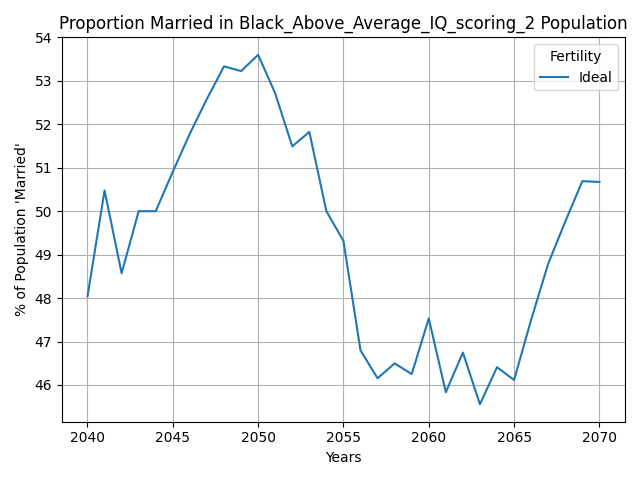 Proportion Married in Black_Above_Average_IQ_scoring_2 Population
% of Population 'Married'
54
53
52
51
50
49
48
47
46
Fertility
Ideal
2040 2045 2050 2055 2060 2065 2070
Years